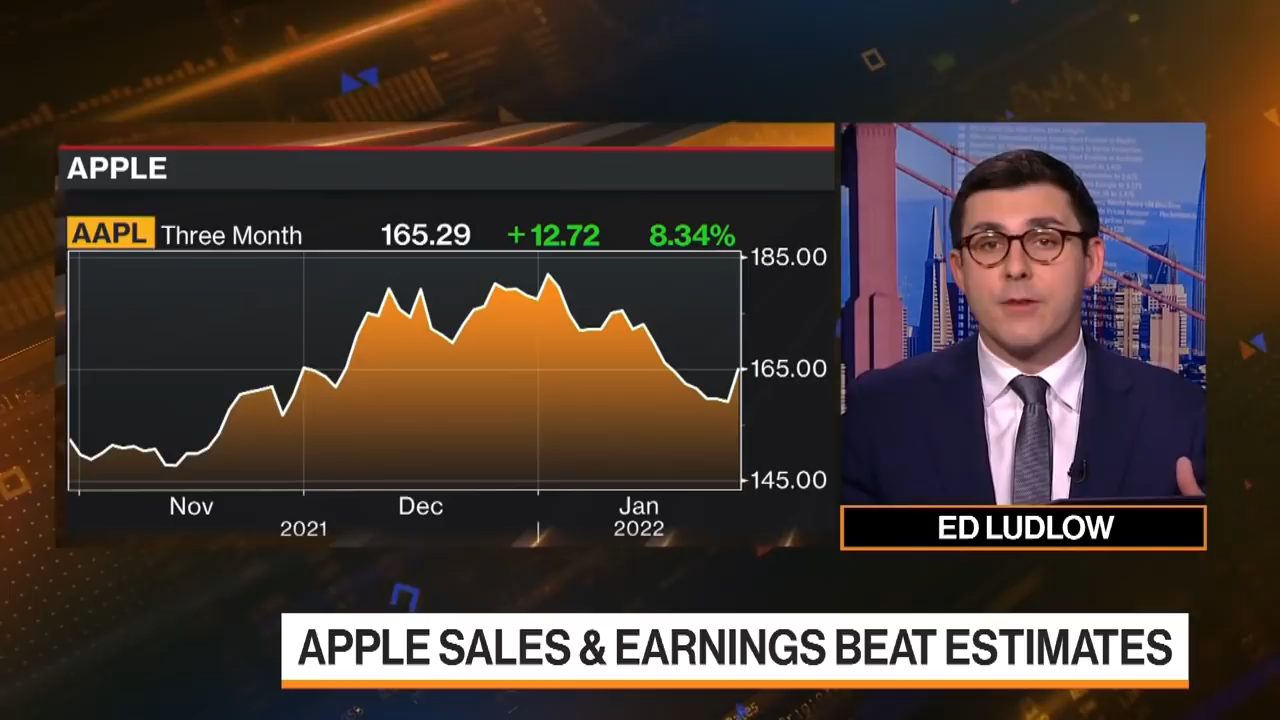 APPLE
AAPL Three Month 165.29 +12.72 8.34%
185.00
165.00
145.00
Nov Dec Jan
2021 2022
ED LUDLOW
APPLE SALES & EARNINGS BEAT ESTIMATES